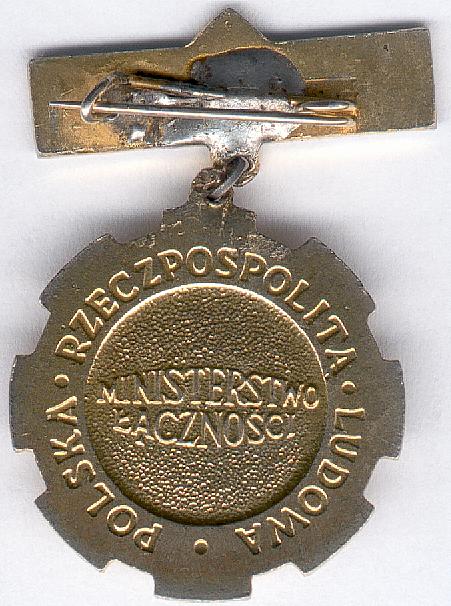 POLSKA • RZECZPOSPOLITA • LUDOWA •
MINISTERSTWO
ŁĄCZNOŚCI